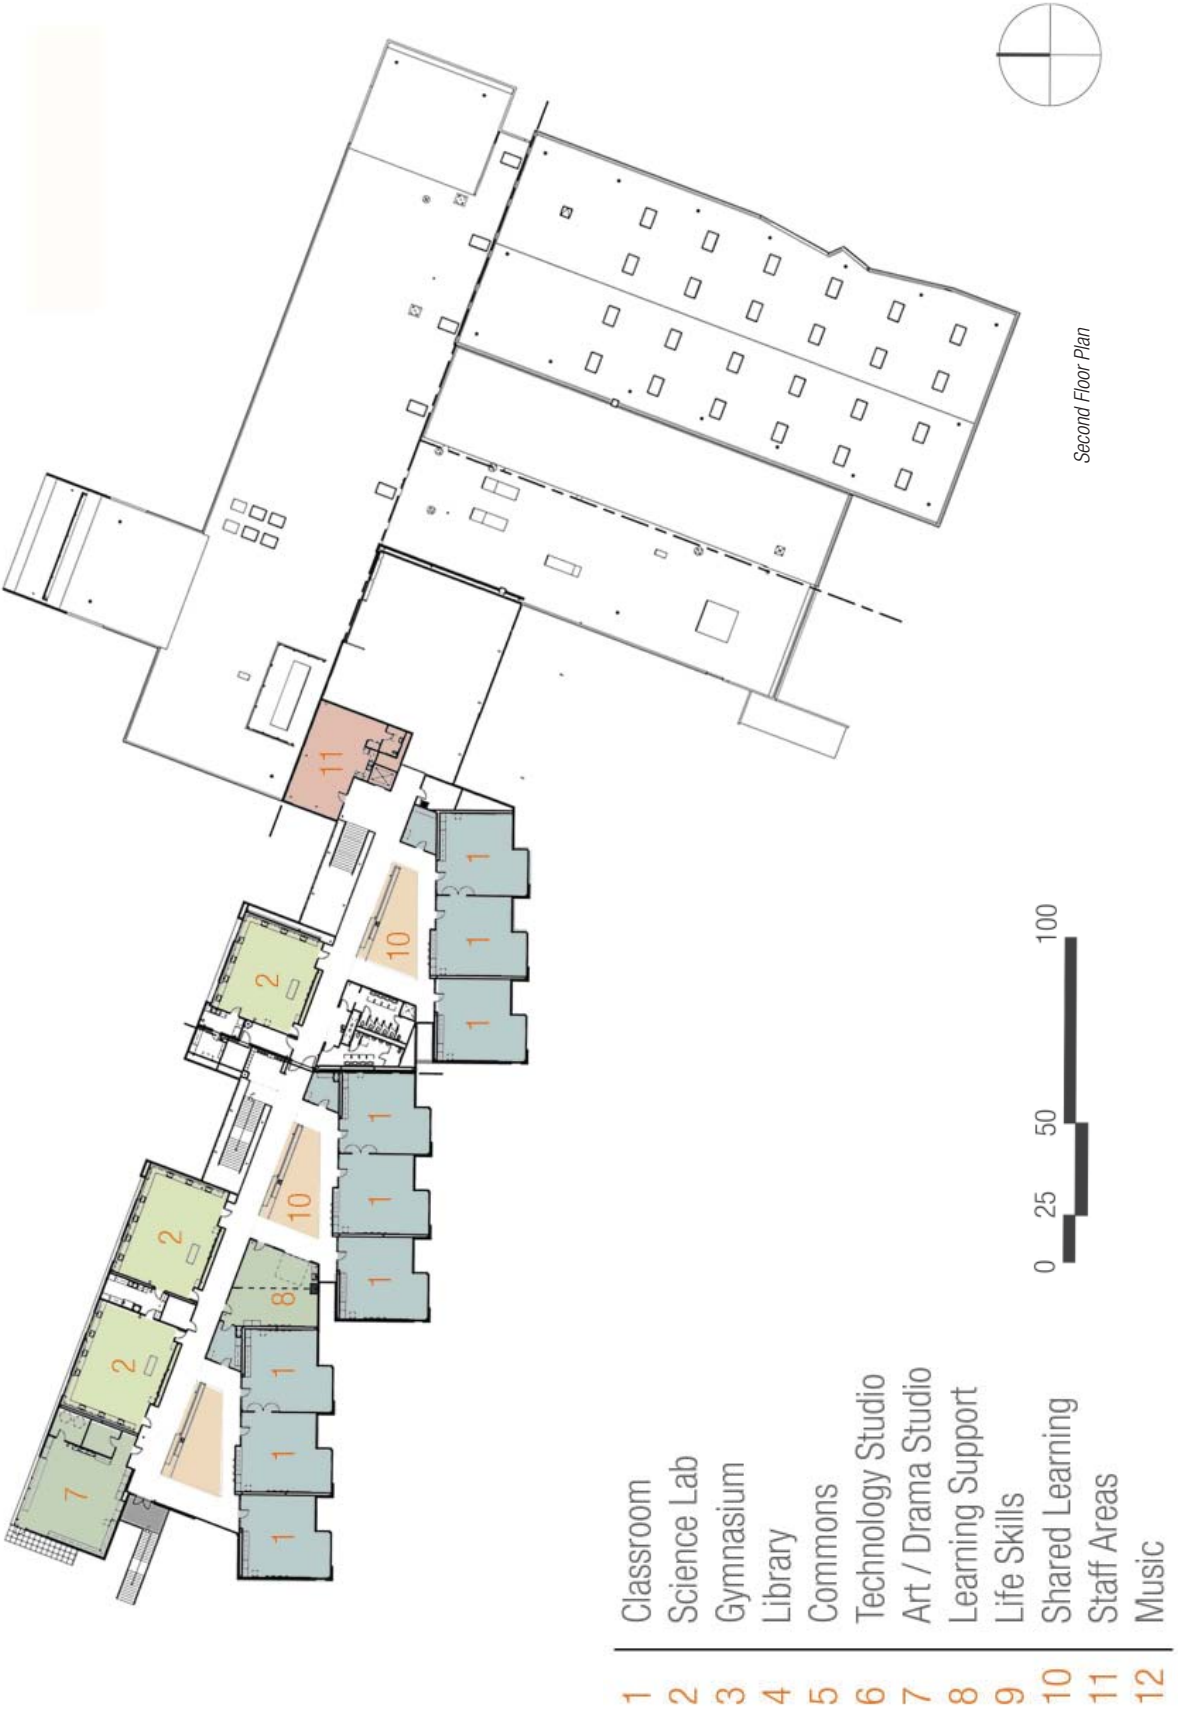 11
1
1
1
2
10
1
1
1
10
2
8
2
1
1
1
7
Second Floor Plan
0 25 50 100
1 Classroom
2 Science Lab
3 Gymnasium
4 Library
5 Commons
6 Technology Studio
7 Art / Drama Studio
8 Learning Support
9 Life Skills
10 Shared Learning
11 Staff Areas
12 Music